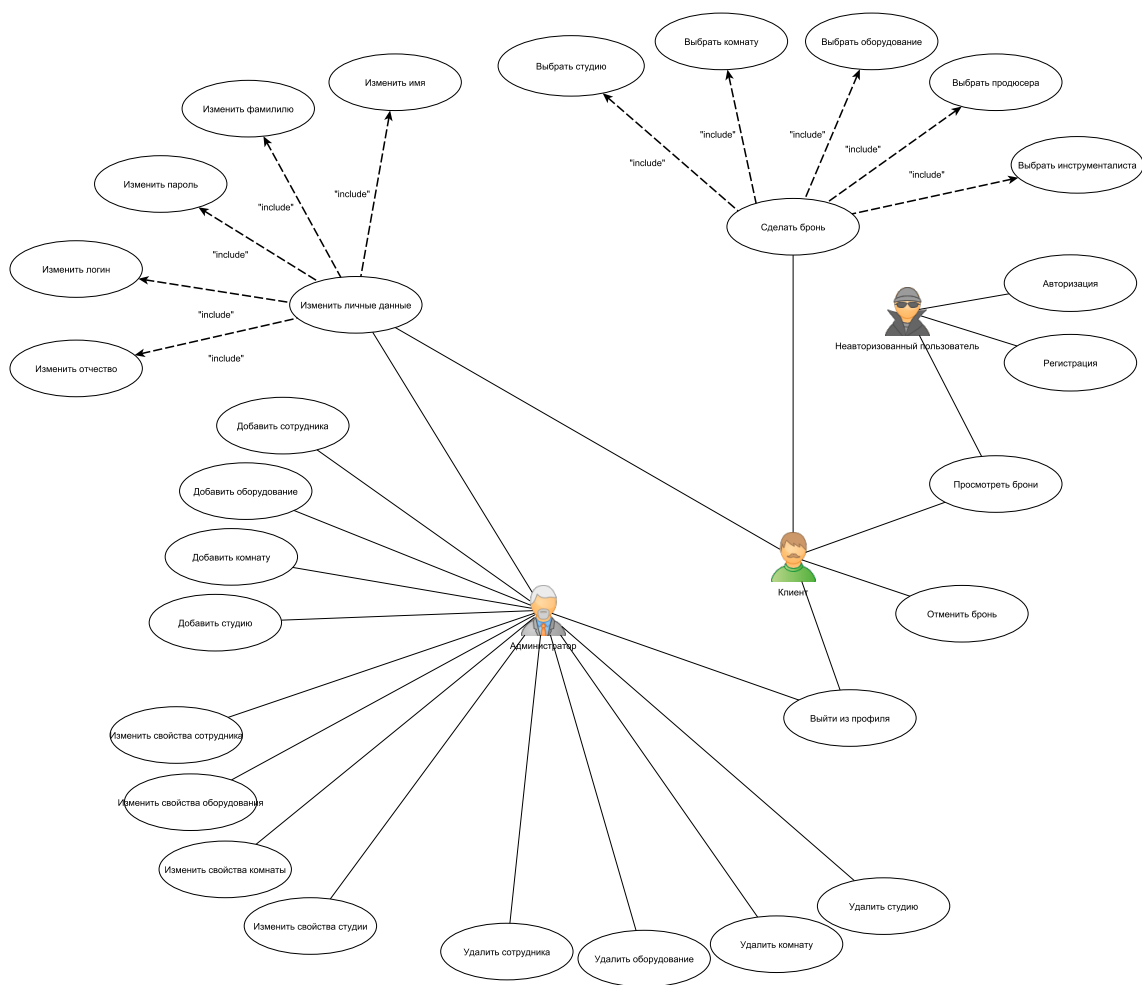 Выбрать комнату
Выбрать оборудование
Выбрать студию
Изменить имя
Выбрать продюсера
Изменить фамилилю
"include"
"include"
"include"
"include"
Выбрать инструменталиста
"include"
Изменить пароль
"include"
"include"
Сделать бронь
"include"
Изменить логин
Авторизация
Изменить личные данные
"include"
Неавторизованный пользователь
"include"
Регистрация
Изменить отчество
Добавить сотрудника
Просмотреть брони
Добавить оборудование
Добавить комнату
Клиент
Отменить бронь
Добавить студию
Администратор
Выйти из профиля
Изменить свойства сотрудника
Изменить свойства оборудования
Изменить свойства комнаты
Удалить студию
Изменить свойства студии
Удалить комнату
Удалить сотрудника
Удалить оборудование